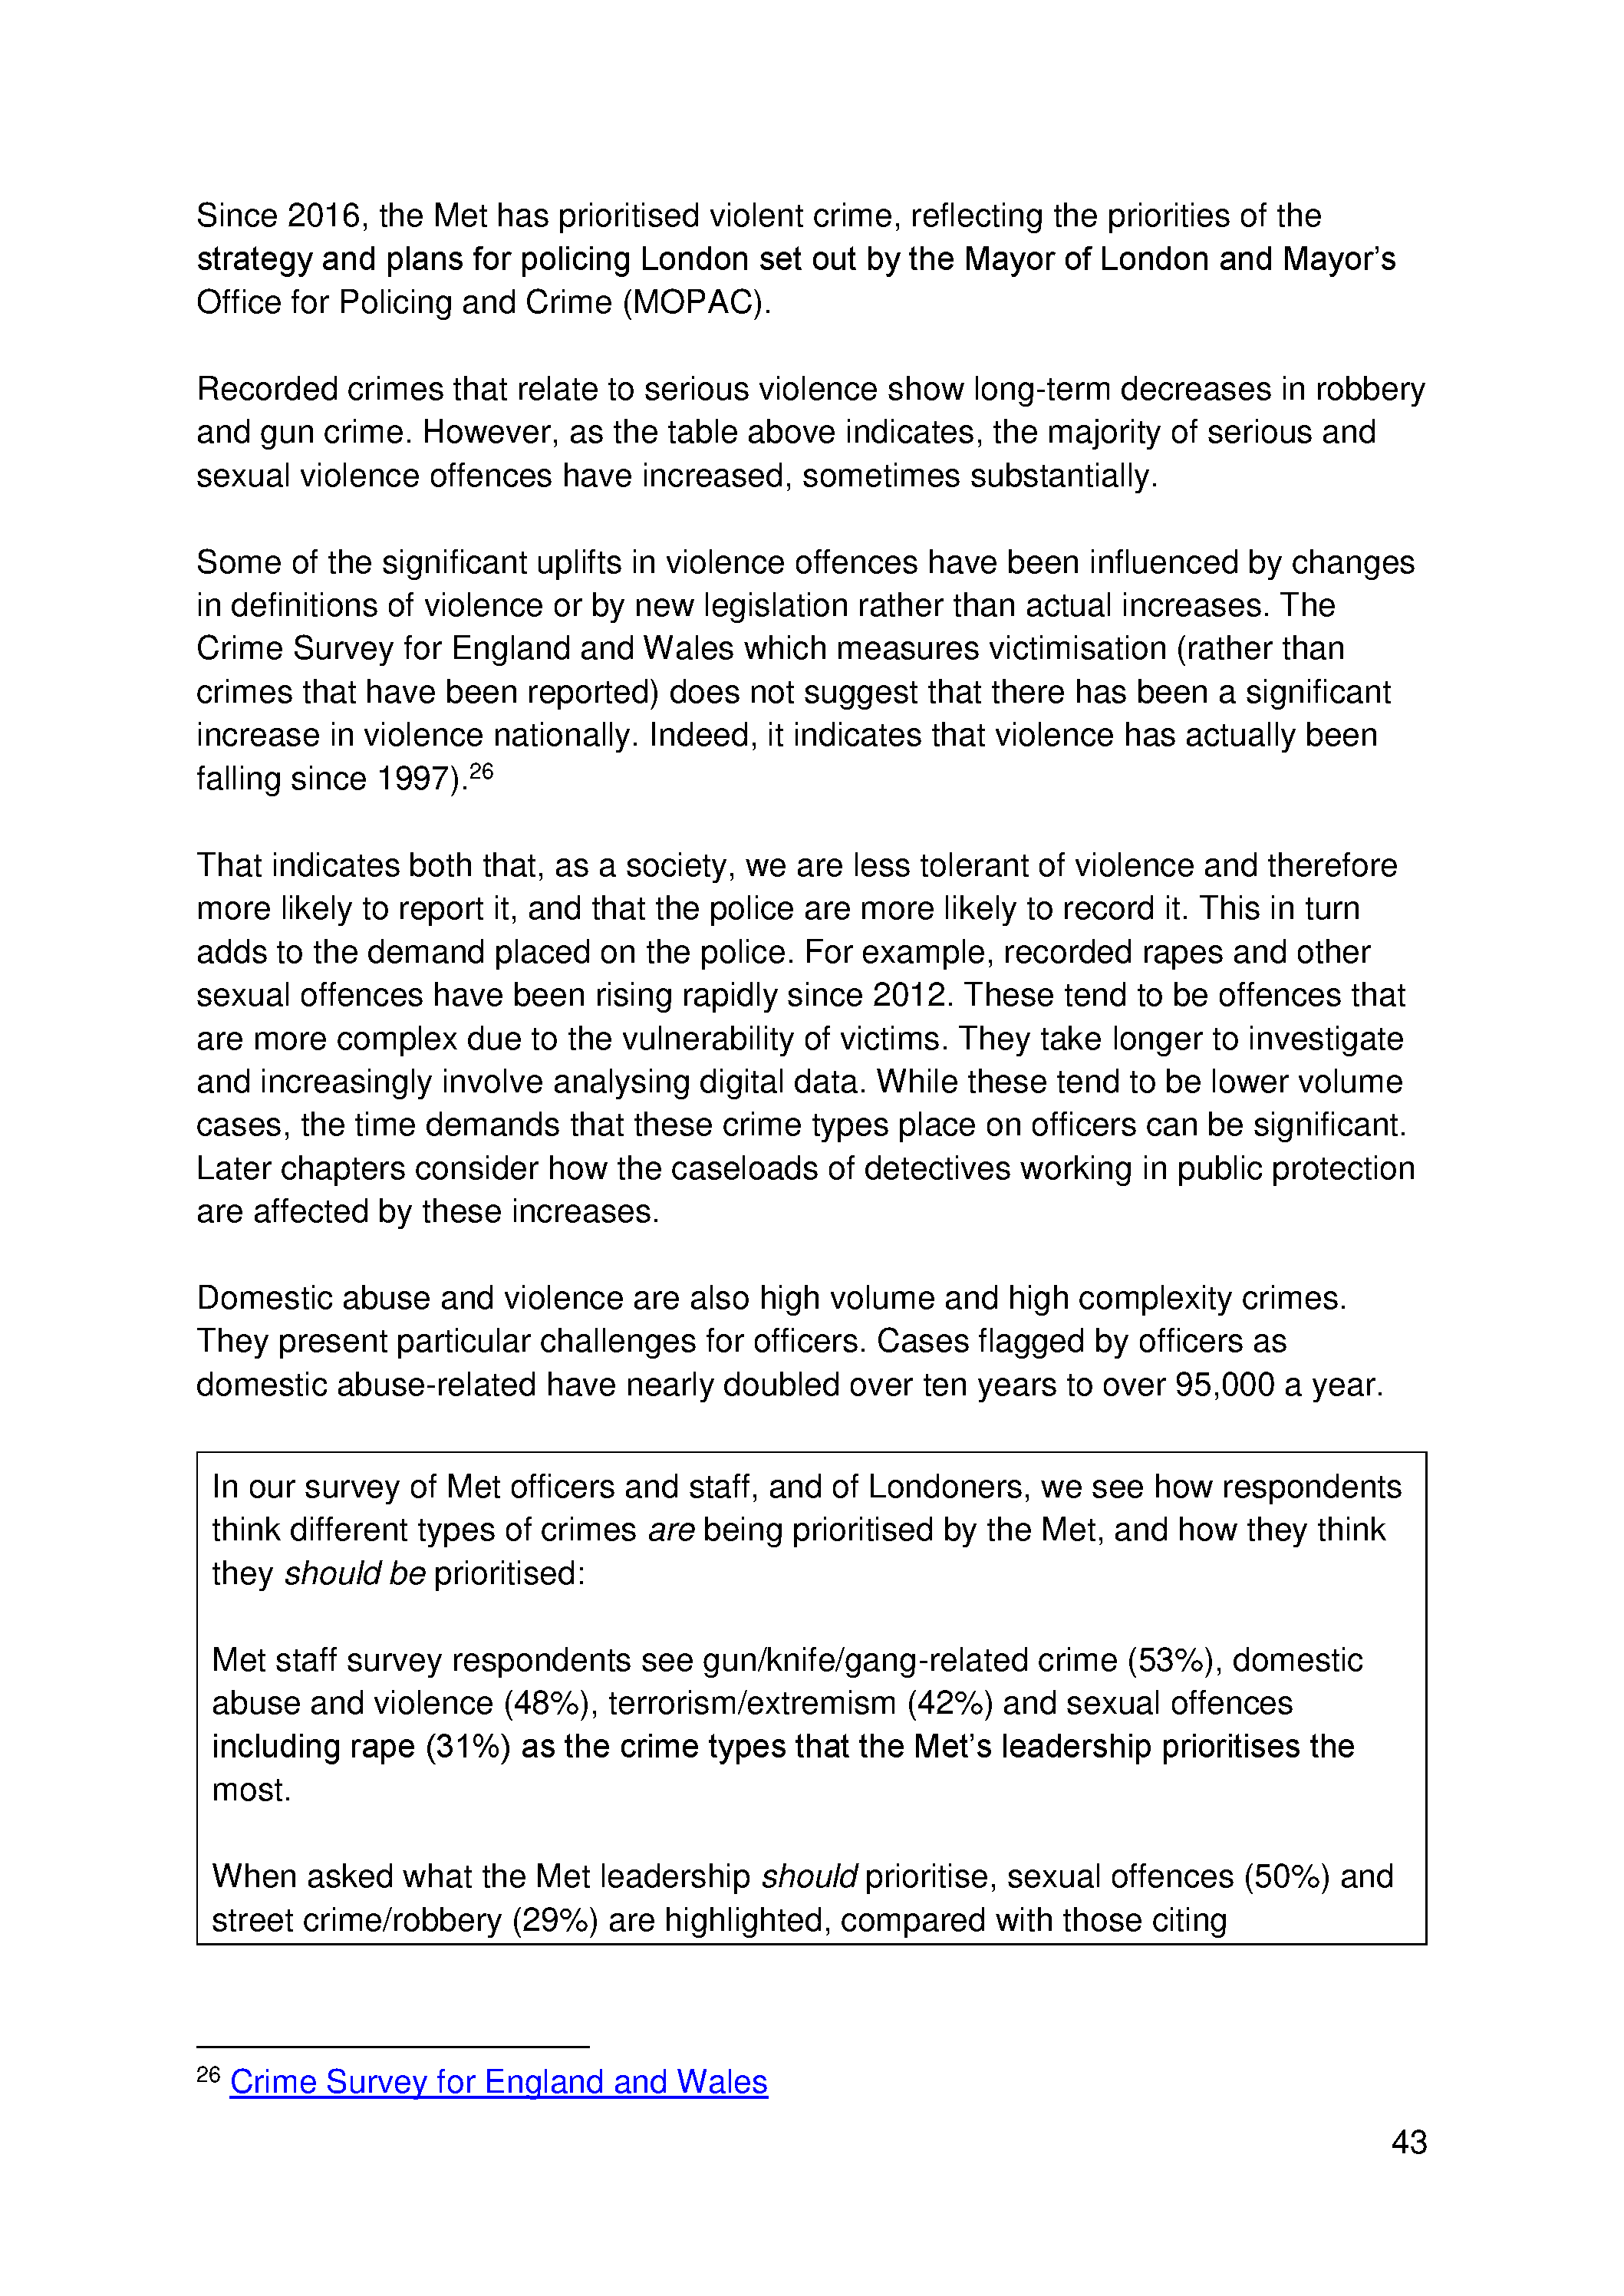 Since 2016, the Met has prioritised violent crime, reflecting the priorities of the
strategy and plans for policing London set out by the Mayor of London and Mayor’s
Office for Policing and Crime (MOPAC).
Recorded crimes that relate to serious violence show long-term decreases in robbery
and gun crime. However, as the table above indicates, the majority of serious and
sexual violence offences have increased, sometimes substantially.
Some of the significant uplifts in violence offences have been influenced by changes
in definitions of violence or by new legislation rather than actual increases. The
Crime Survey for England and Wales which measures victimisation (rather than
crimes that have been reported) does not suggest that there has been a significant
increase in violence nationally. Indeed, it indicates that violence has actually been
falling since 1997).26
That indicates both that, as a society, we are less tolerant of violence and therefore
more likely to report it, and that the police are more likely to record it. This in turn
adds to the demand placed on the police. For example, recorded rapes and other
sexual offences have been rising rapidly since 2012. These tend to be offences that
are more complex due to the vulnerability of victims. They take longer to investigate
and increasingly involve analysing digital data. While these tend to be lower volume
cases, the time demands that these crime types place on officers can be significant.
Later chapters consider how the caseloads of detectives working in public protection
are affected by these increases.
Domestic abuse and violence are also high volume and high complexity crimes.
They present particular challenges for officers. Cases flagged by officers as
domestic abuse-related have nearly doubled over ten years to over 95,000 a year.
In our survey of Met officers and staff, and of Londoners, we see how respondents
think different types of crimes are being prioritised by the Met, and how they think
they should be prioritised:
Met staff survey respondents see gun/knife/gang-related crime (53%), domestic
abuse and violence (48%), terrorism/extremism (42%) and sexual offences
including rape (31%) as the crime types that the Met’s leadership prioritises the
most.
When asked what the Met leadership should prioritise, sexual offences (50%) and
street crime/robbery (29%) are highlighted, compared with those citing
26 Crime Survey for England and Wales
43